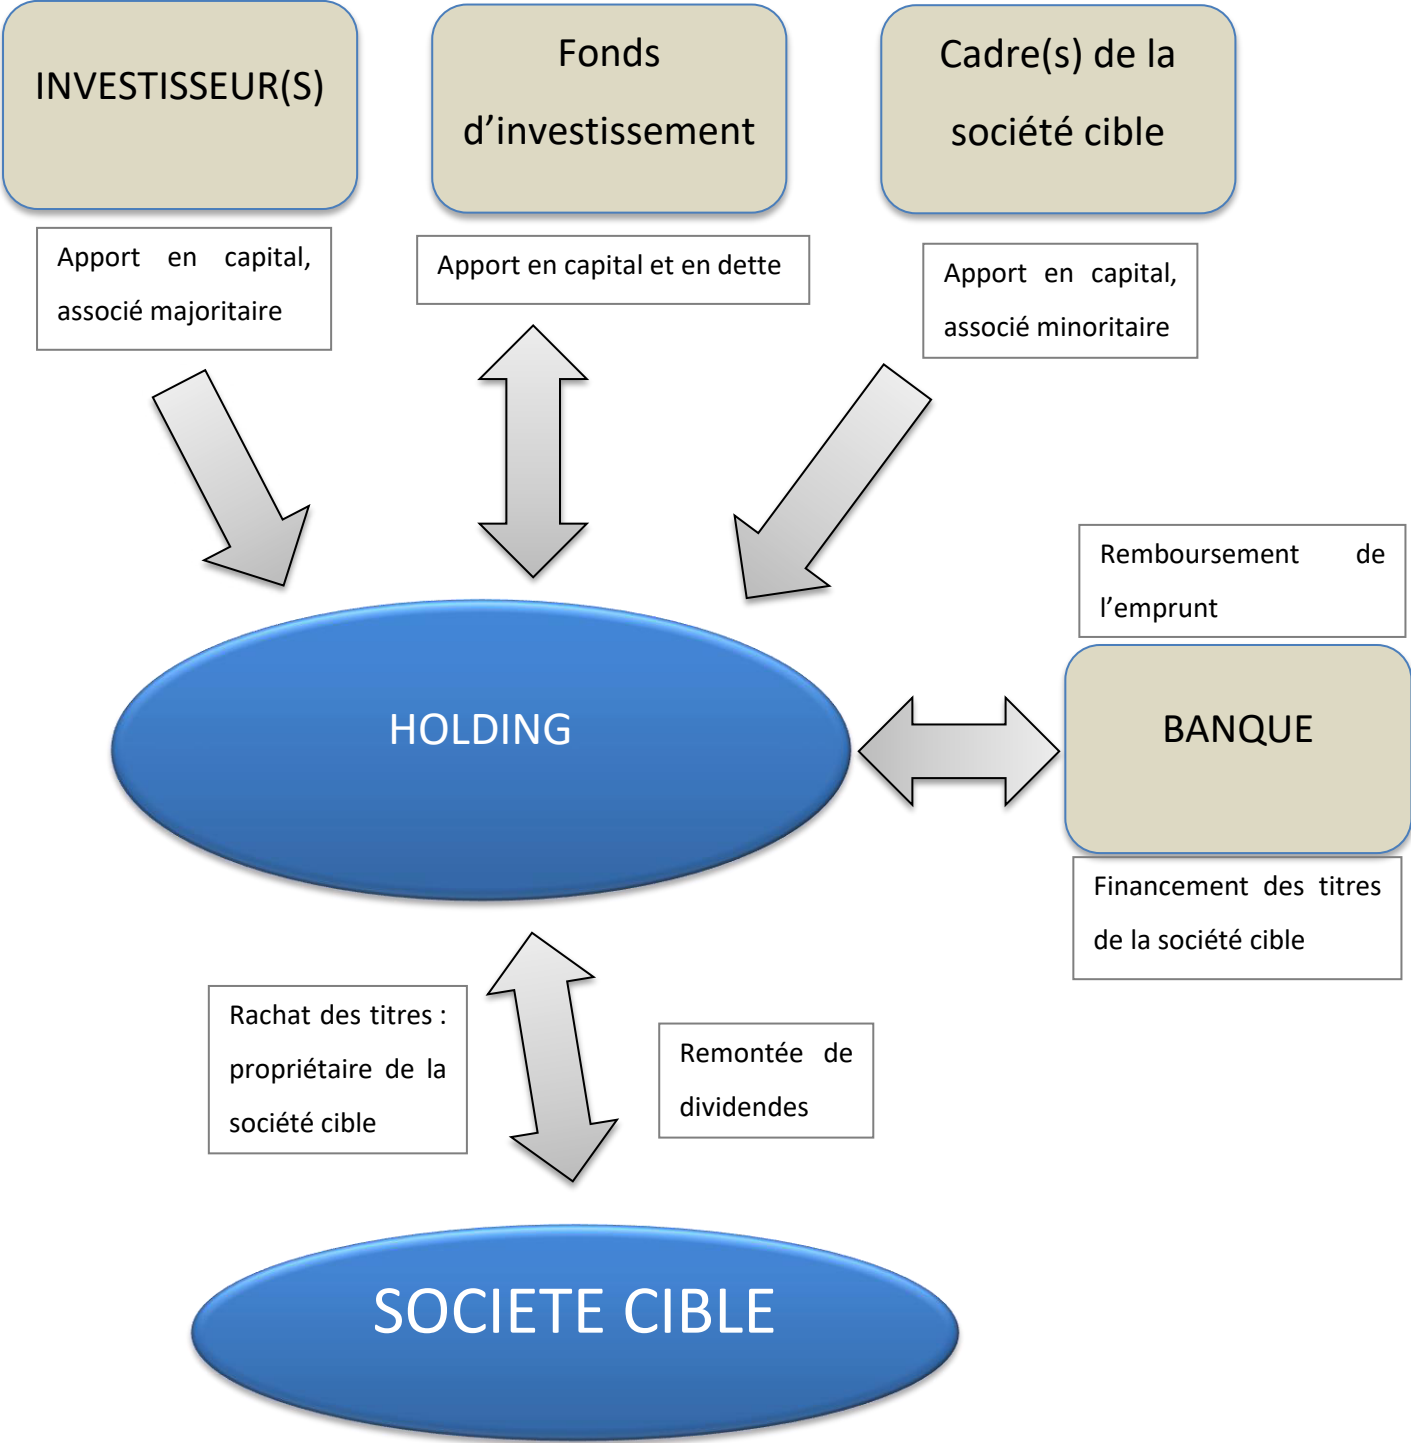 INVESTISSEUR(S)
Fonds
d’investissement
Cadre(s) de la
société cible
Apport en capital,
associé majoritaire
Apport en capital et en dette
Apport en capital,
associé minoritaire
Remboursement de
l’emprunt
HOLDING
BANQUE
Financement des titres
de la société cible
Rachat des titres :
propriétaire de la
société cible
Remontée de
dividendes
SOCIETE CIBLE